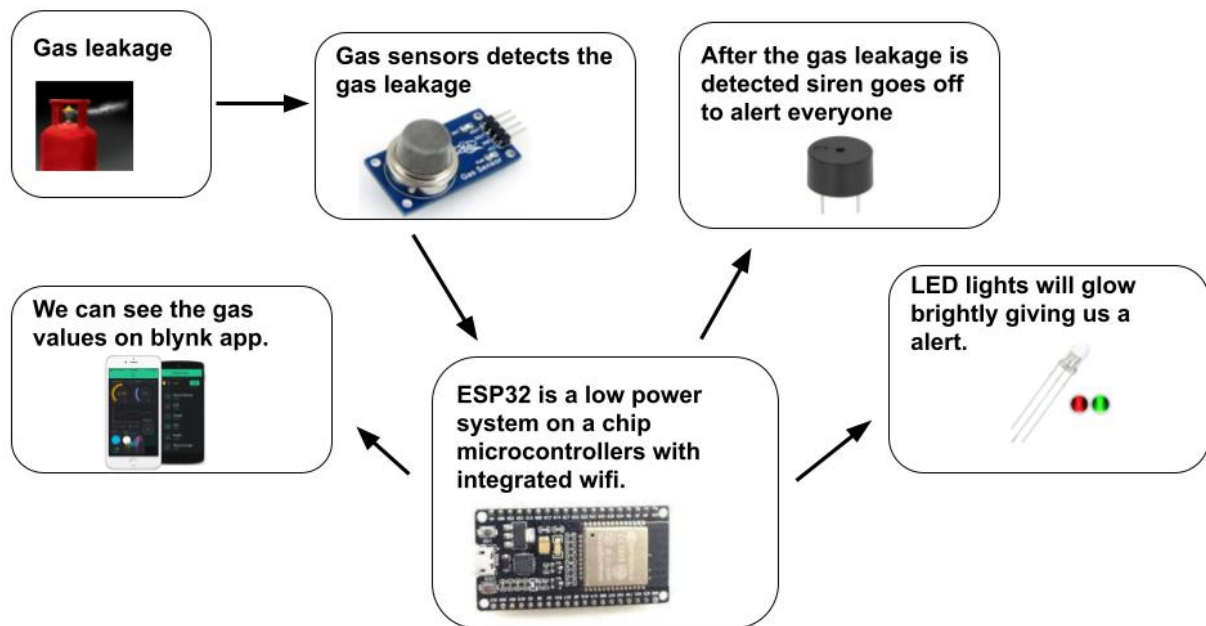 Gas leakage
Gas sensors detects the
gas leakage
Gas Sensor
After the gas leakage is
detected siren goes off
to alert everyone
We can see the gas
values on blynk app.
ESP32 is a low power
system on a chip
microcontrollers with
integrated wifi.
LED lights will glow
brightly giving us a
alert.